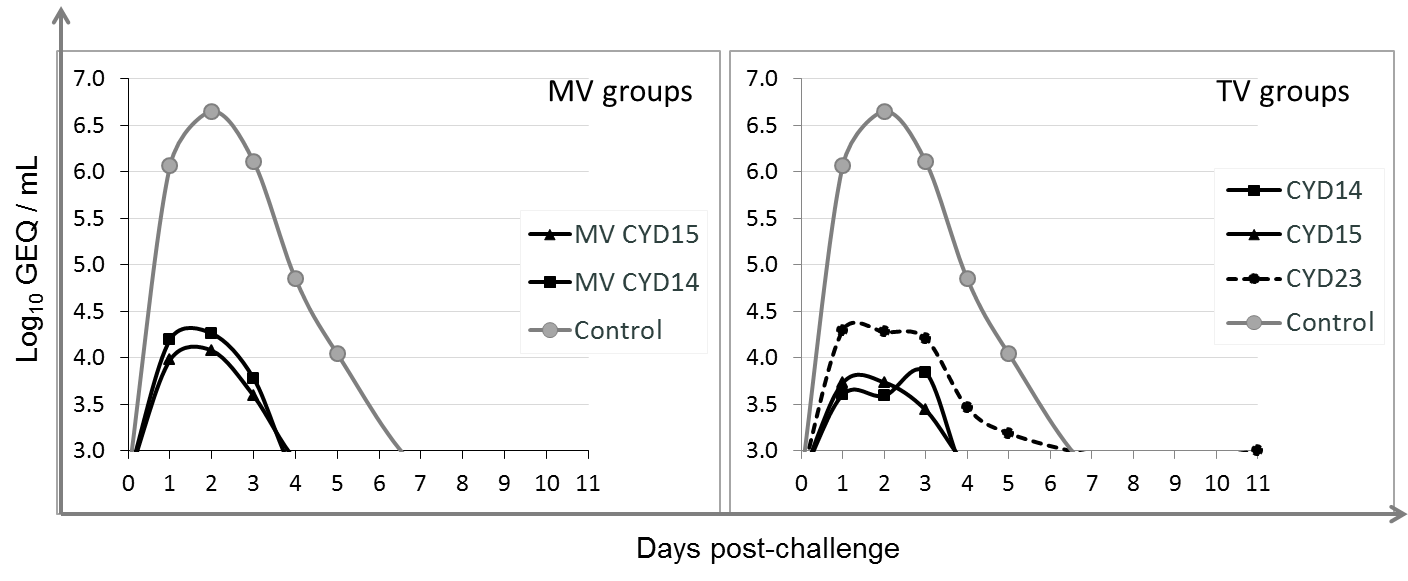 Log10 GEQ / mL
MV groups
7.0
6.5
6.0
5.5
5.0
4.5
4.0
3.5
3.0
0 1 2 3 4 5 6 7 8 9 10 11
MV CYD15
MV CYD14
Control
TV groups
7.0
6.5
6.0
5.5
5.0
4.5
4.0
3.5
3.0
0 1 2 3 4 5 6 7 8 9 10 11
CYD14
CYD15
CYD23
Control
Days post-challenge